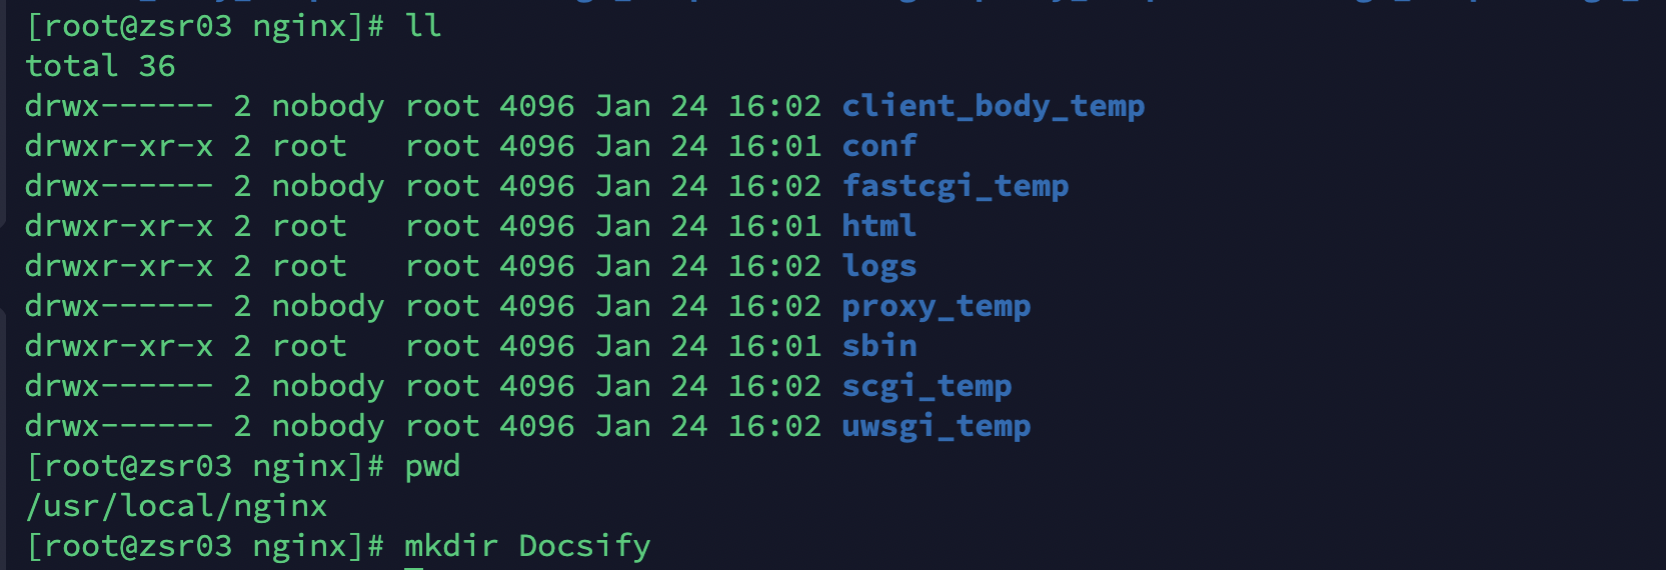 [root@zsr03 nginx]# ll
total 36
drwx------ 2 nobody root 4096 Jan 24 16:02 client_body_temp
drwxr-xr-x 2 root   root 4096 Jan 24 16:01 conf
drwx------ 2 nobody root 4096 Jan 24 16:02 fastcgi_temp
drwxr-xr-x 2 root   root 4096 Jan 24 16:01 html
drwxr-xr-x 2 root   root 4096 Jan 24 16:02 logs
drwx------ 2 nobody root 4096 Jan 24 16:02 proxy_temp
drwxr-xr-x 2 root   root 4096 Jan 24 16:01 sbin
drwx------ 2 nobody root 4096 Jan 24 16:02 scgi_temp
drwx------ 2 nobody root 4096 Jan 24 16:02 uwsgi_temp
[root@zsr03 nginx]# pwd
/usr/local/nginx
[root@zsr03 nginx]# mkdir Docsify